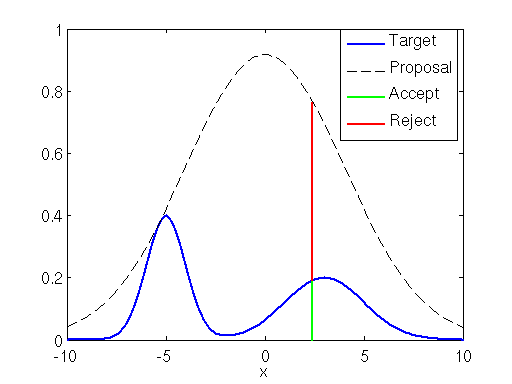 1
Target
Proposal
0.8
Accept
Reject
0.6
0.4
0.2
0
-10
-5
0
5
10
x